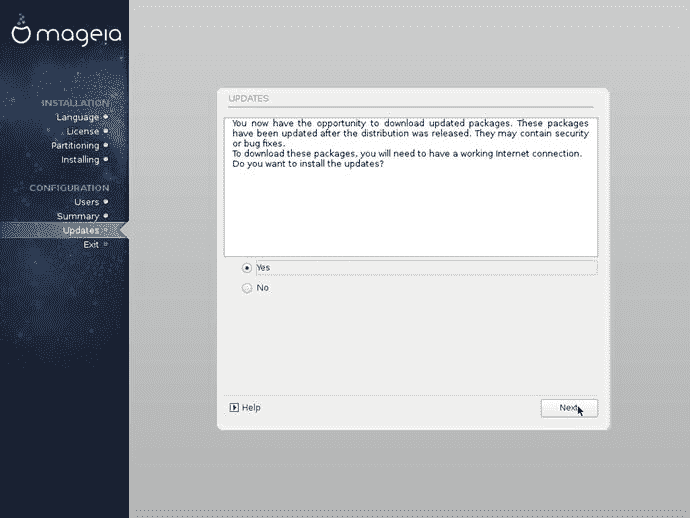 mageia
INSTALLATION
Language
License
Partitioning
Installing
CONFIGURATION
Users
Summary
Updates
Exit
UPDATES
You now have the opportunity to download updated packages. These packages
have been updated after the distribution was released. They may contain security
or bug fixes.
To download these packages, you will need to have a working Internet connection.
Do you want to install the updates?
Yes
No
Help
Next